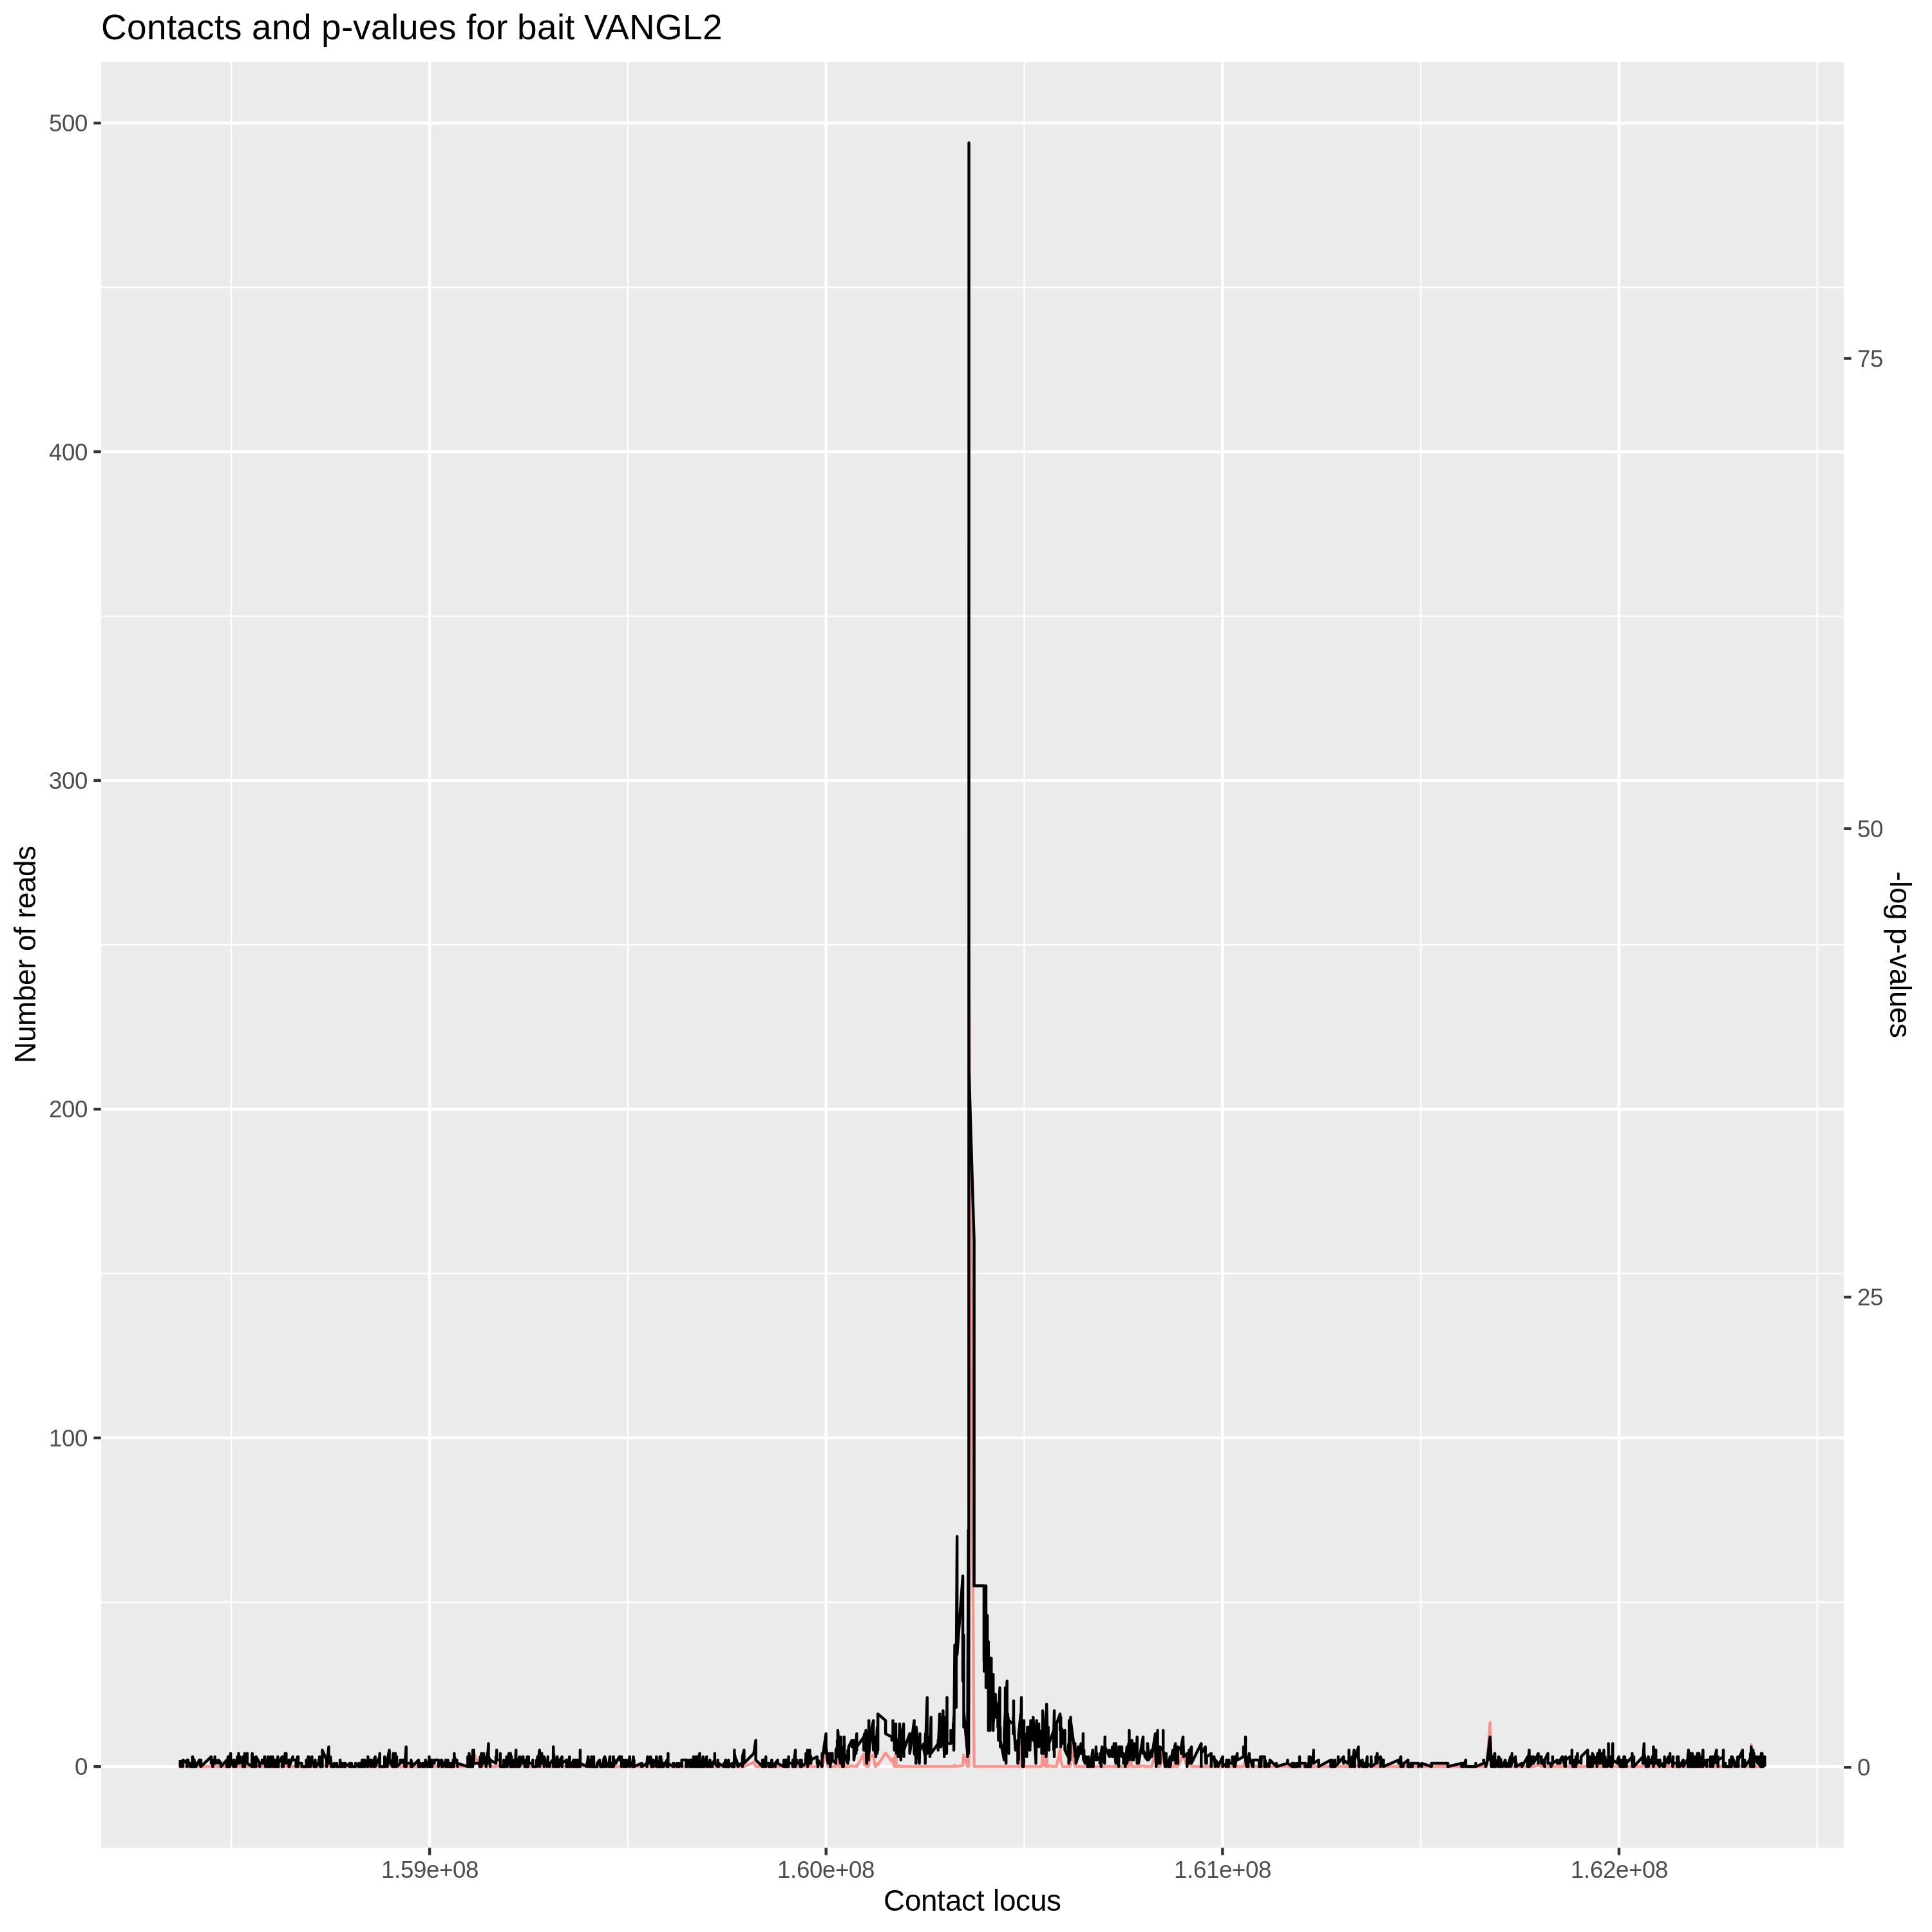 Contacts and p-values for bait VANGL2
500
400
300
200
100
0
Number of reads
75
50
25
0
-log p-values
1.59e+08
1.60e+08
1.61e+08
1.62e+08
Contact locus